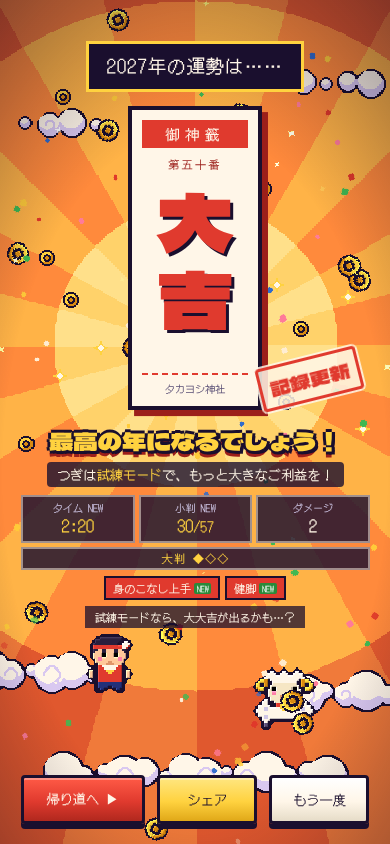 2027年の運勢は……
御神籤
第五十番
大吉
タカヨシ神社
記録更新
最高の年になるでしょう！
つぎは試練モードで、もっと大きなご利益を！
タイム NEW
2:20
小判 NEW
30/57
ダメージ
2
大判 ◆◇◇
身のこなし上手 NEW
健脚 NEW
試練モードなら、大大吉が出るかも…？
帰り道へ ▶
シェア
もう一度